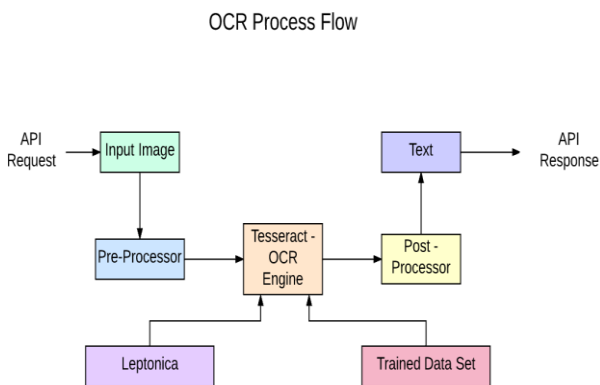 OCR Process Flow
API
Request
Input Image
Text
API
Response
Pre-Processor
Tesseract -
OCR
Engine
Post -
Processor
Leptonica
Trained Data Set